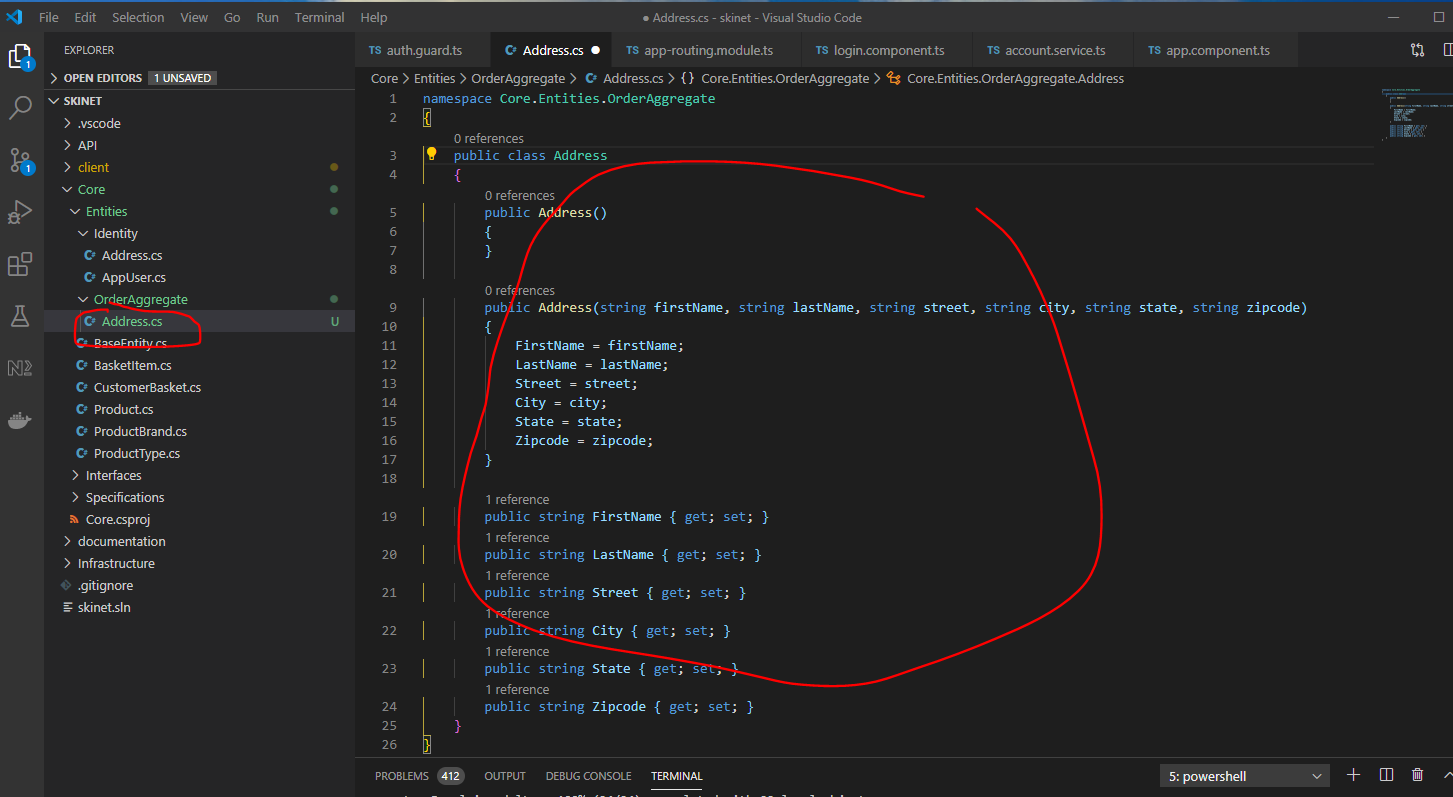 File Edit Selection View Go Run Terminal Help ● Address.cs - skinet - Visual Studio Code
EXPLORER
OPEN EDITORS 1 UNSAVED
SKINET
.vscode
API
client
Core
Entities
Identity
C# Address.cs
C# AppUser.cs
OrderAggregate
C# Address.cs U
C# BaseEntity.cs
C# BasketItem.cs
C# CustomerBasket.cs
C# Product.cs
C# ProductBrand.cs
C# ProductType.cs
Interfaces
Specifications
Core.csproj
documentation
Infrastructure
.gitignore
skinet.sln
1
1
N2
TS auth.guard.ts C# Address.cs ● TS app-routing.module.ts TS login.component.ts TS account.service.ts TS app.component.ts
Core > Entities > OrderAggregate > C# Address.cs > {} Core.Entities.OrderAggregate > Core.Entities.OrderAggregate.Address
1 namespace Core.Entities.OrderAggregate
2 {
0 references
3 public class Address
4 {
0 references
5 public Address()
6 {
7 }
8
0 references
9 public Address(string firstName, string lastName, string street, string city, string state, string zipcode)
10 {
11 FirstName = firstName;
12 LastName = lastName;
13 Street = street;
14 City = city;
15 State = state;
16 Zipcode = zipcode;
17 }
18
1 reference
19 public string FirstName { get; set; }
1 reference
20 public string LastName { get; set; }
1 reference
21 public string Street { get; set; }
1 reference
22 public string City { get; set; }
1 reference
23 public string State { get; set; }
1 reference
24 public string Zipcode { get; set; }
25 }
26 }
PROBLEMS 412 OUTPUT DEBUG CONSOLE TERMINAL 5: powershell